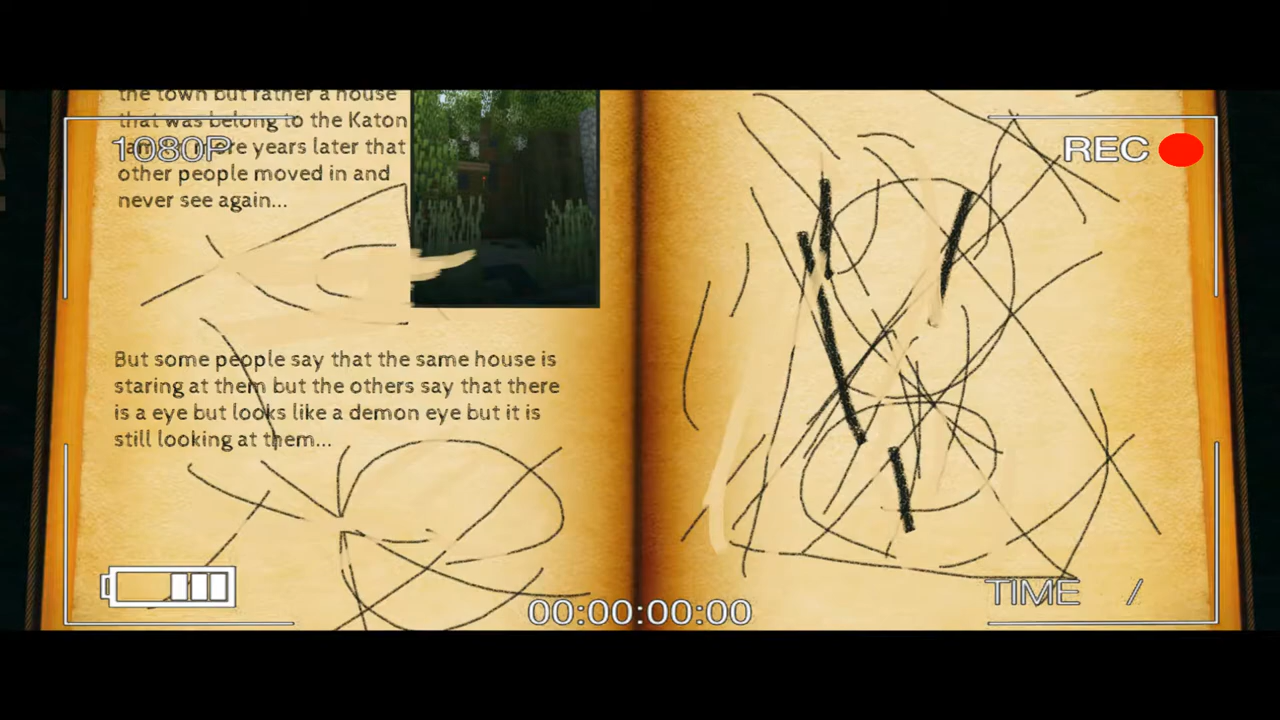 the town but rather a house
that was belong to the Katon
years later that
other people moved in and
never see again...
But some people say that the same house is
staring at them but the others say that there
is a eye but looks like a demon eye but it is
still looking at them...
1080P
REC
00:00:00:00
TIME /